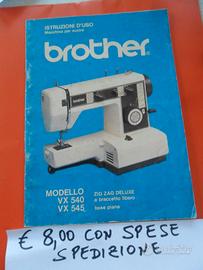 ISTRUZIONI D'USO
Macchina per cucire
brother
MODELLO
VX 540
VX 545
ZIG ZAG DELUXE
a braccetto libero
base piana
€ 8,00 CON SPESE
SPEDIZIONE